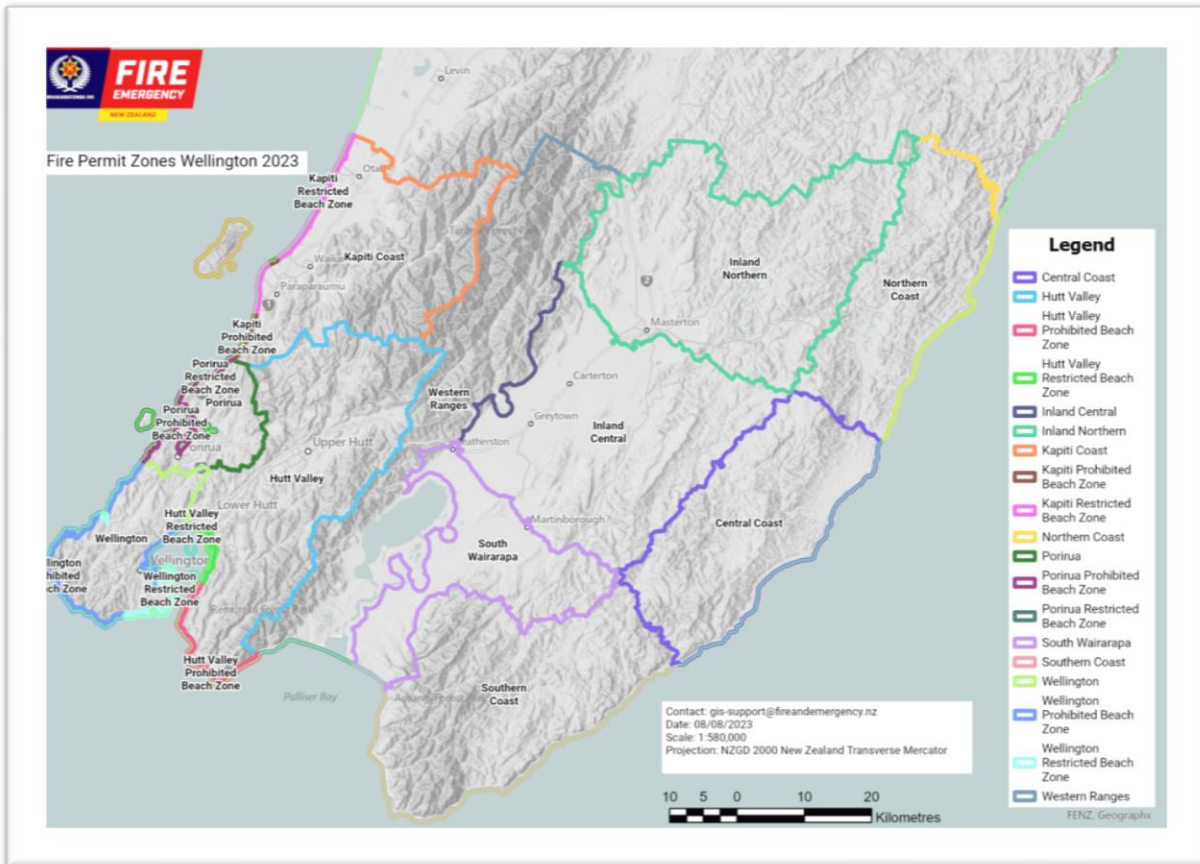 FIRE
EMERGENCY
NEW ZEALAND
Fire Permit Zones Wellington 2023
Levin
Kapiti
Restricted
Beach Zone
Kapiti Coast
Paraparaumu
1
2
Kapiti
Prohibited
Beach Zone
Porirua
Restricted
Beach Zone
Porirua
Porirua
Prohibited
Beach Zone
Inland
Northern
Northern
Coast
Masterton
Carterton
Western
Ranges
Greytown
Inland
Central
Upper Hutt
Hutt Valley
Lower Hutt
Hutt Valley
Restricted
Beach Zone
Wellington
Wellington
Restricted
Beach Zone
Martinborough
South
Wairarapa
Central Coast
Hutt Valley
Prohibited
Beach Zone
Palliser Bay
Southern
Coast
Legend
Central Coast
Hutt Valley
Hutt Valley
Prohibited Beach
Zone
Hutt Valley
Restricted Beach
Zone
Inland Central
Inland Northern
Kapiti Coast
Kapiti Prohibited
Beach Zone
Kapiti Restricted
Beach Zone
Northern Coast
Porirua
Porirua Prohibited
Beach Zone
Porirua Restricted
Beach Zone
South Wairarapa
Southern Coast
Wellington
Wellington
Prohibited Beach
Zone
Wellington
Restricted Beach
Zone
Western Ranges
Contact: gis-support@fireandemergency.nz
Date: 08/08/2023
Scale: 1:580,000
Projection: NZGD 2000 New Zealand Transverse Mercator
10 5 0 10 20
Kilometres
FENZ, Geographx